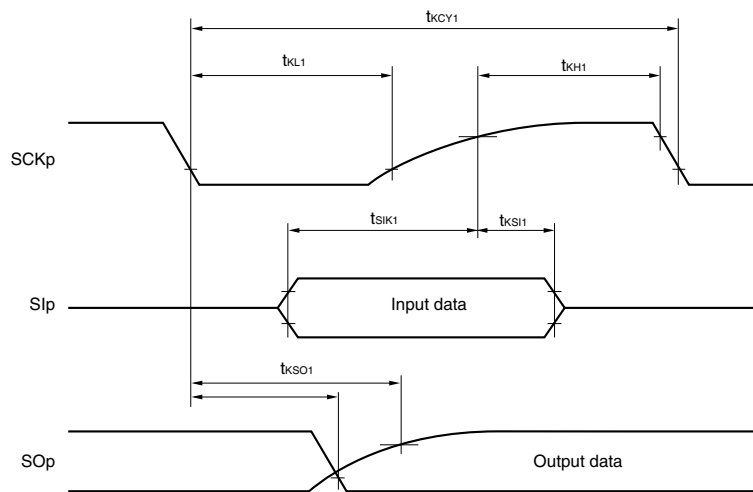 tKCY1
tKL1
tKH1
SCKp
tSIK1
tKSI1
SIp
Input data
tKSO1
SOp
Output data